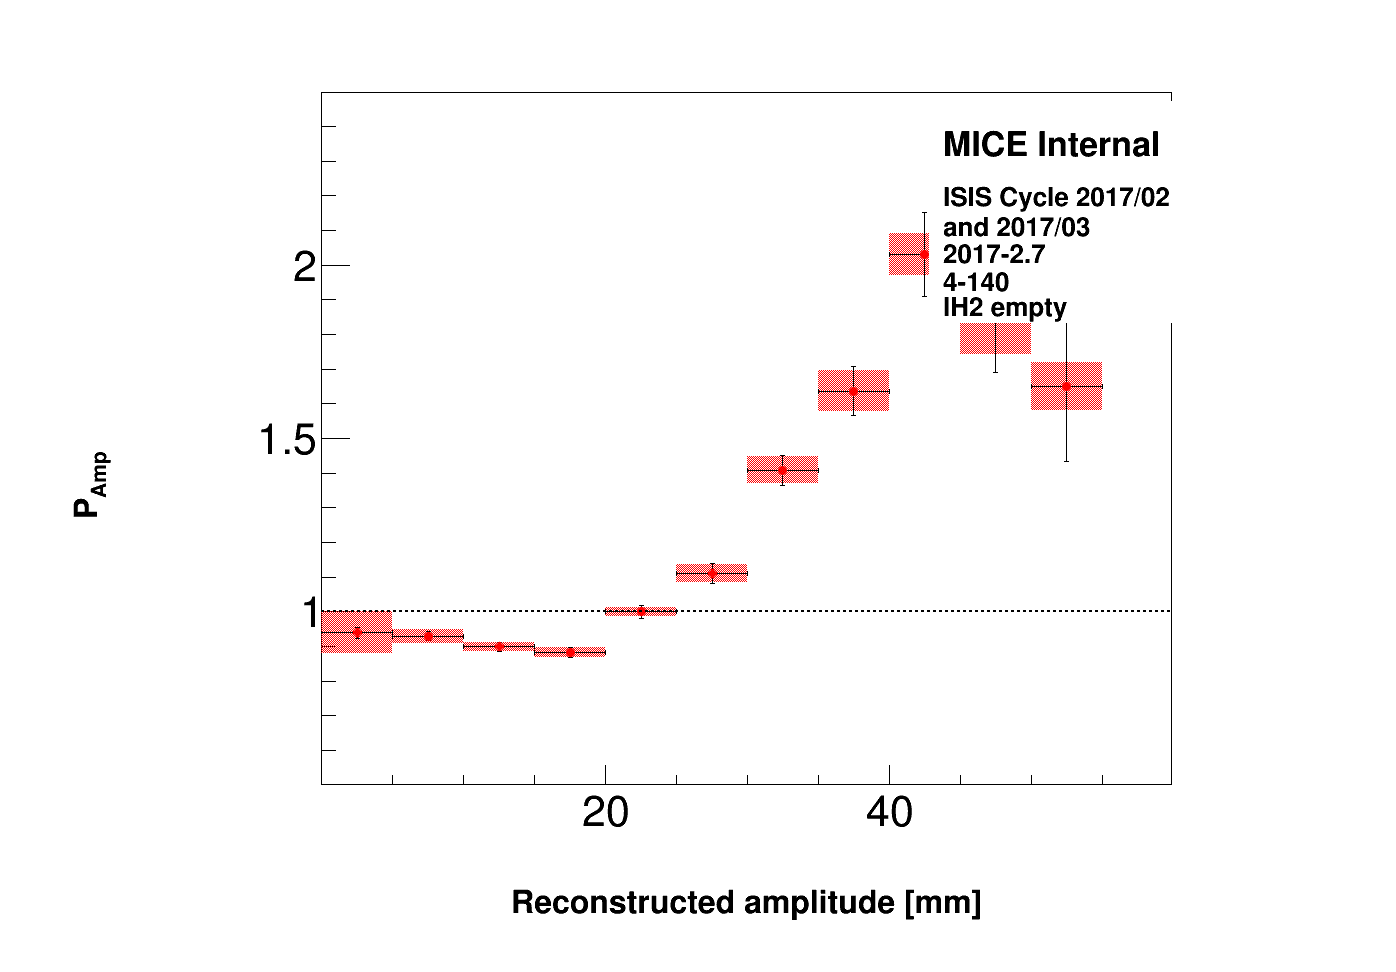 MICE Internal
ISIS Cycle 2017/02
and 2017/03
2017-2.7
4-140
IH2 empty
2
1.5
1
P_Amp
20
40
Reconstructed amplitude [mm]